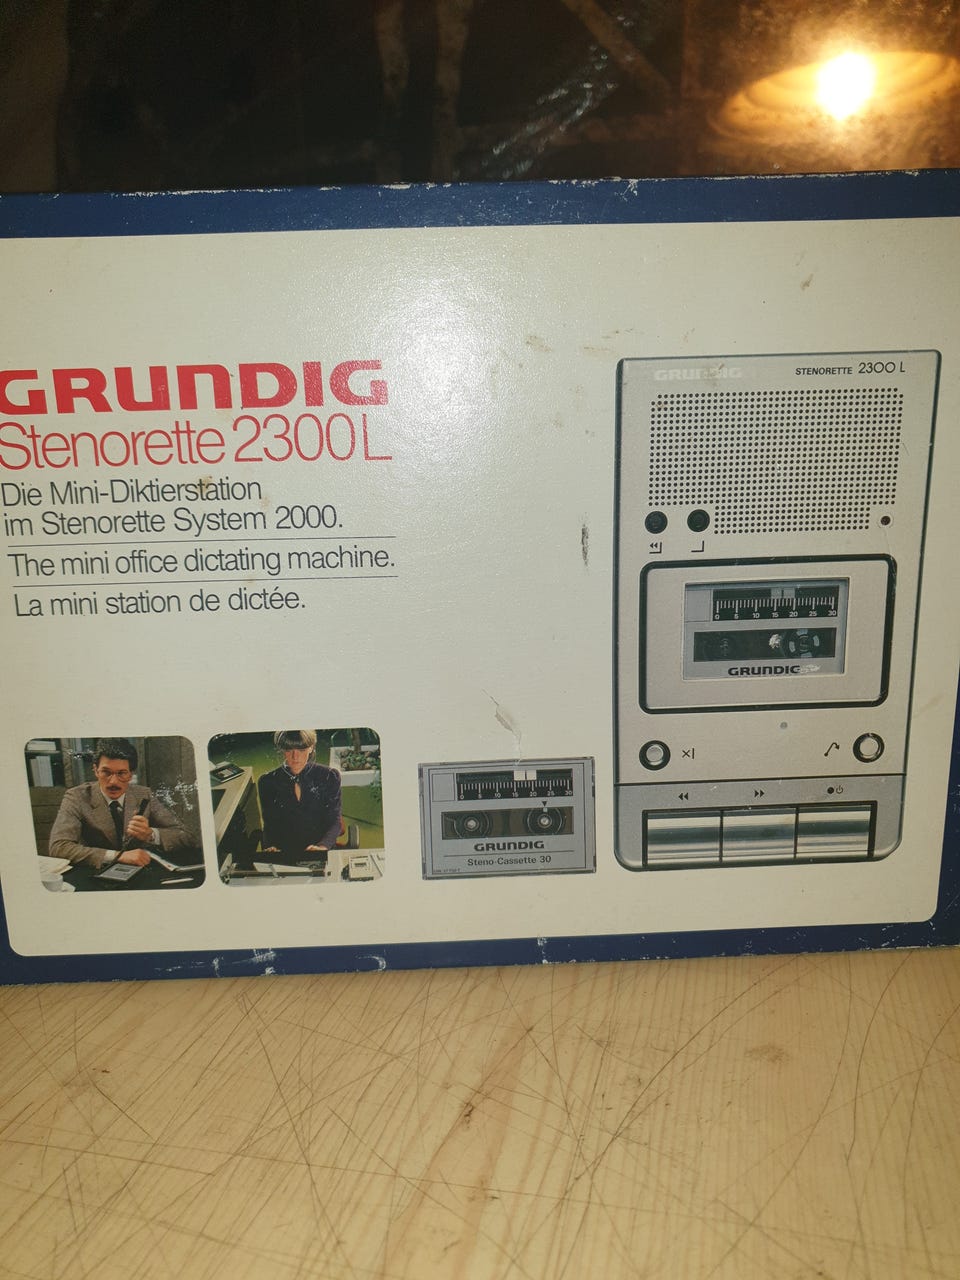 GRUNDIG
Stenorette 2300L
Die Mini-Diktierstation
im Stenorette System 2000.
The mini office dictating machine.
La mini station de dictée.
GRUNDIG STENORETTE 2300 L
0 5 10 15 20 25 30
GRUNDIG
0 5 10 15 20 25 30
GRUNDIG
Steno-Cassette 30